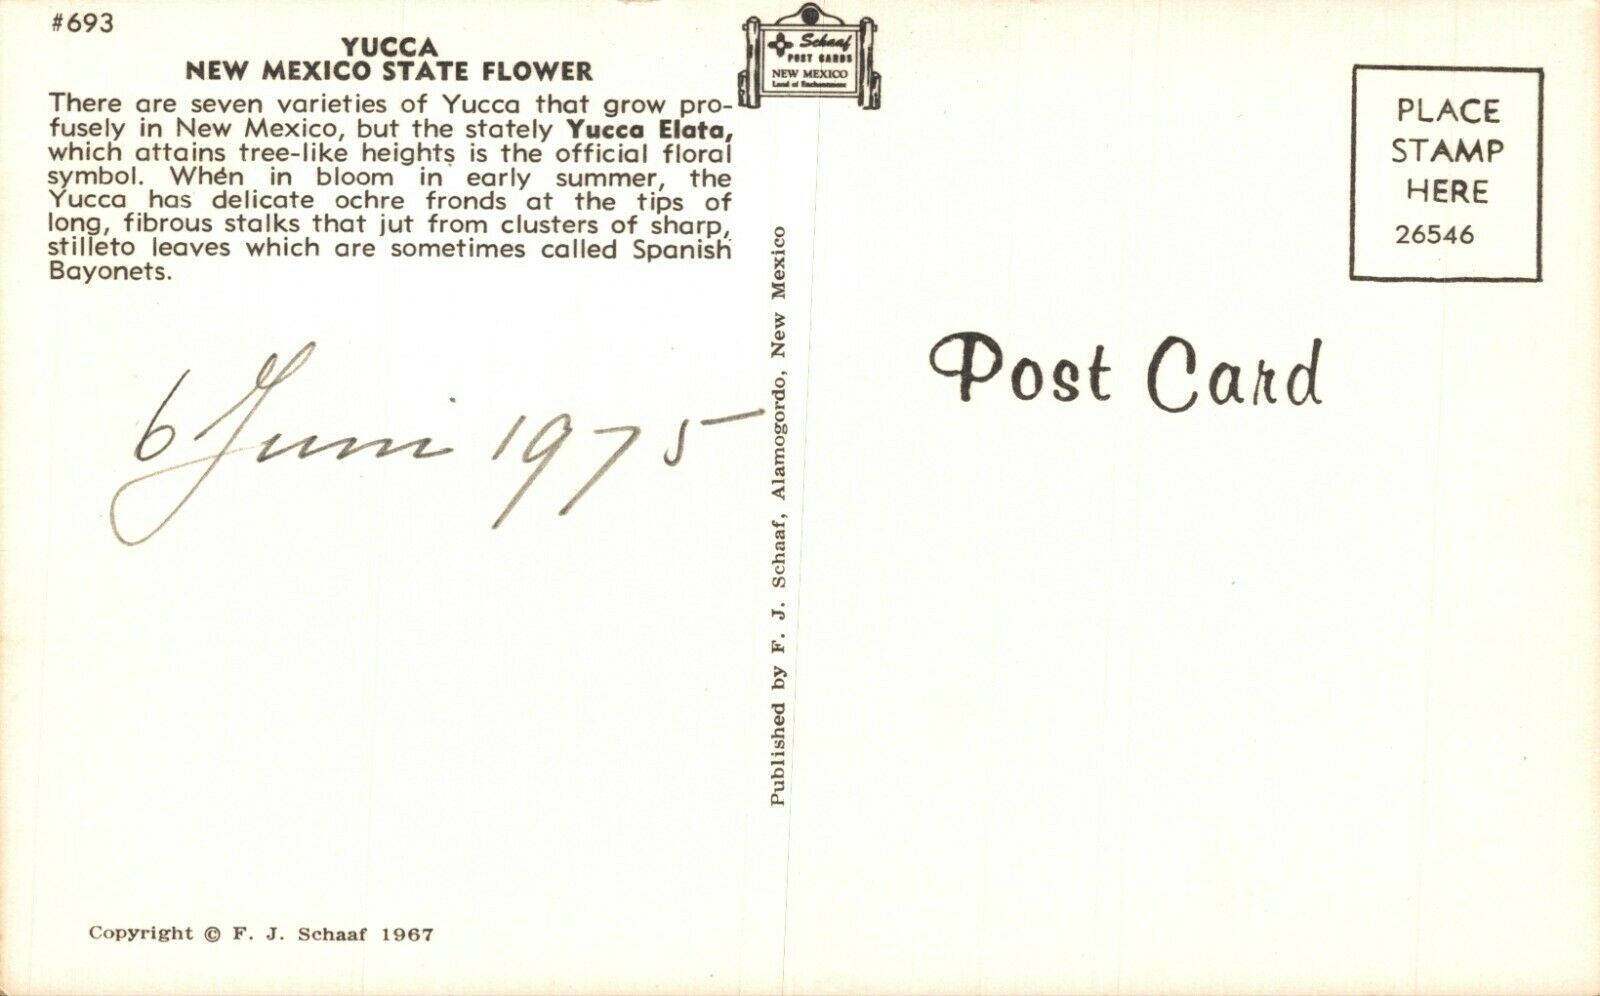 #693
YUCCA
NEW MEXICO STATE FLOWER
There are seven varieties of Yucca that grow pro-
fusely in New Mexico, but the stately Yucca Elata,
which attains tree-like heights is the official floral
symbol. When in bloom in early summer, the
Yucca has delicate ochre fronds at the tips of
long, fibrous stalks that jut from clusters of sharp,
stilleto leaves which are sometimes called Spanish
Bayonets.
6 Juni 1975
Copyright © F. J. Schaaf 1967
Schaaf
POST CARDS
NEW MEXICO
Land of Enchantment
Published by F. J. Schaaf, Alamogordo, New Mexico
PLACE
STAMP
HERE
26546
Post Card